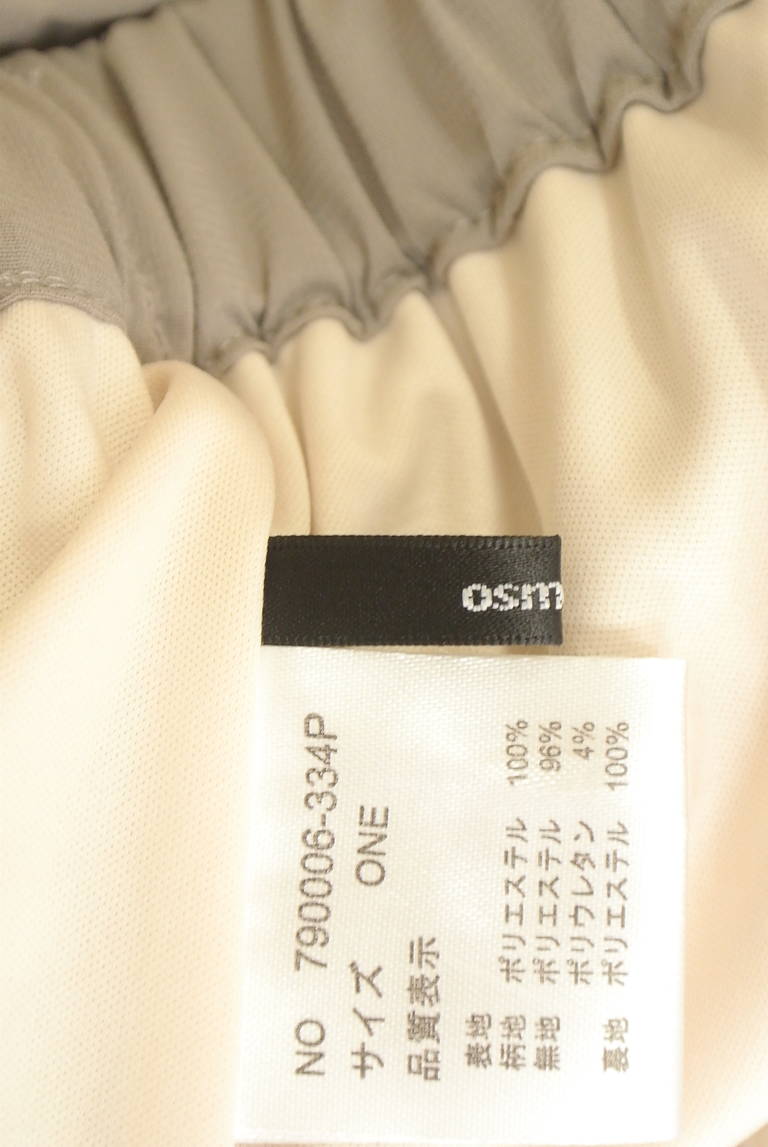 osm
NO 790006-334P
サイズ ONE
品質表示
表地
柄地 ポリエステル 100%
無地 ポリエステル 96%
ポリウレタン 4%
裏地 ポリエステル 100%